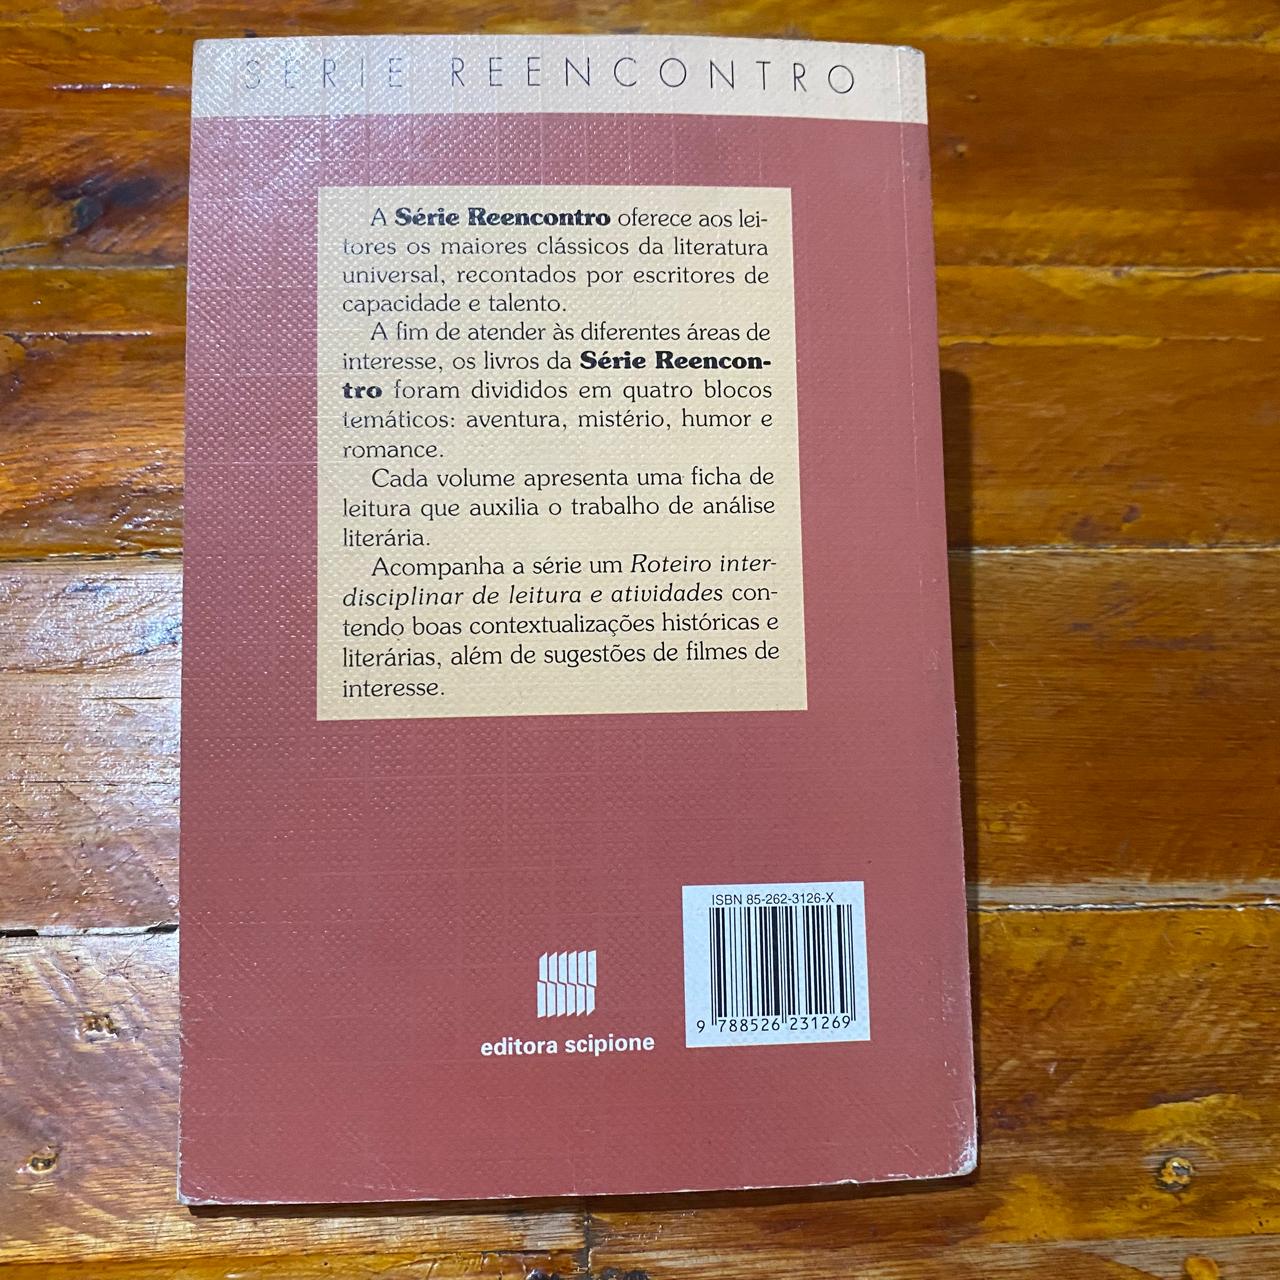 SÉRIE REENCONTRO
A Série Reencontro oferece aos lei-
tores os maiores clássicos da literatura
universal, recontados por escritores de
capacidade e talento.
A fim de atender às diferentes áreas de
interesse, os livros da Série Reencon-
tro foram divididos em quatro blocos
temáticos: aventura, mistério, humor e
romance.
Cada volume apresenta uma ficha de
leitura que auxilia o trabalho de análise
literária.
Acompanha a série um Roteiro inter-
disciplinar de leitura e atividades con-
tendo boas contextualizações históricas e
literárias, além de sugestões de filmes de
interesse.
ISBN 85-262-3126-X
9 788526 231269
editora scipione